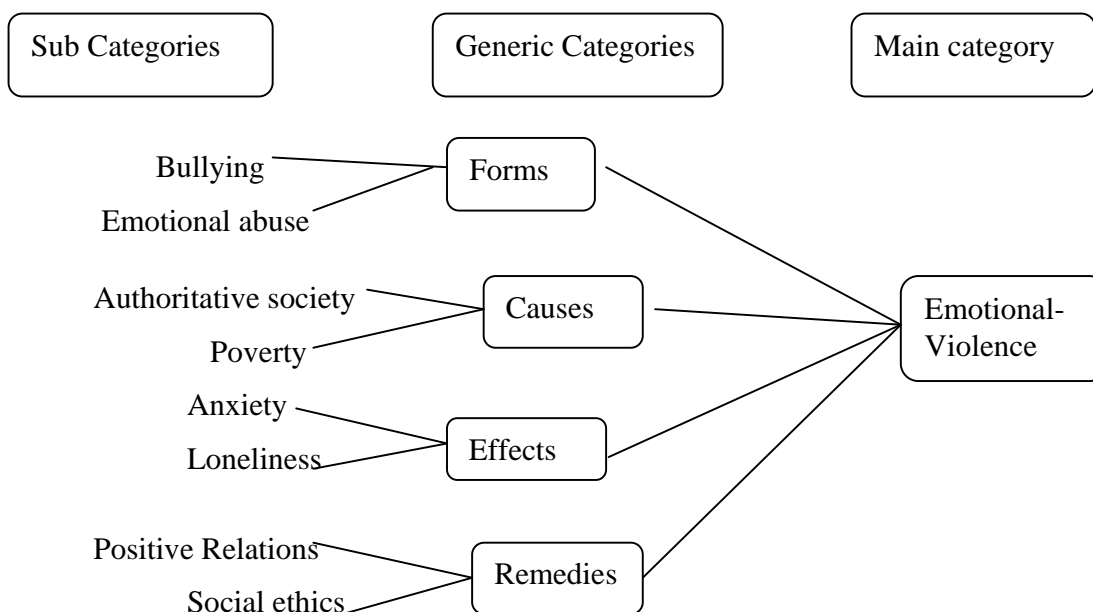 Sub Categories
Generic Categories
Main category
Bullying
Emotional abuse
Forms
Authoritative society
Poverty
Causes
Anxiety
Loneliness
Effects
Positive Relations
Social ethics
Remedies
Emotional-
Violence